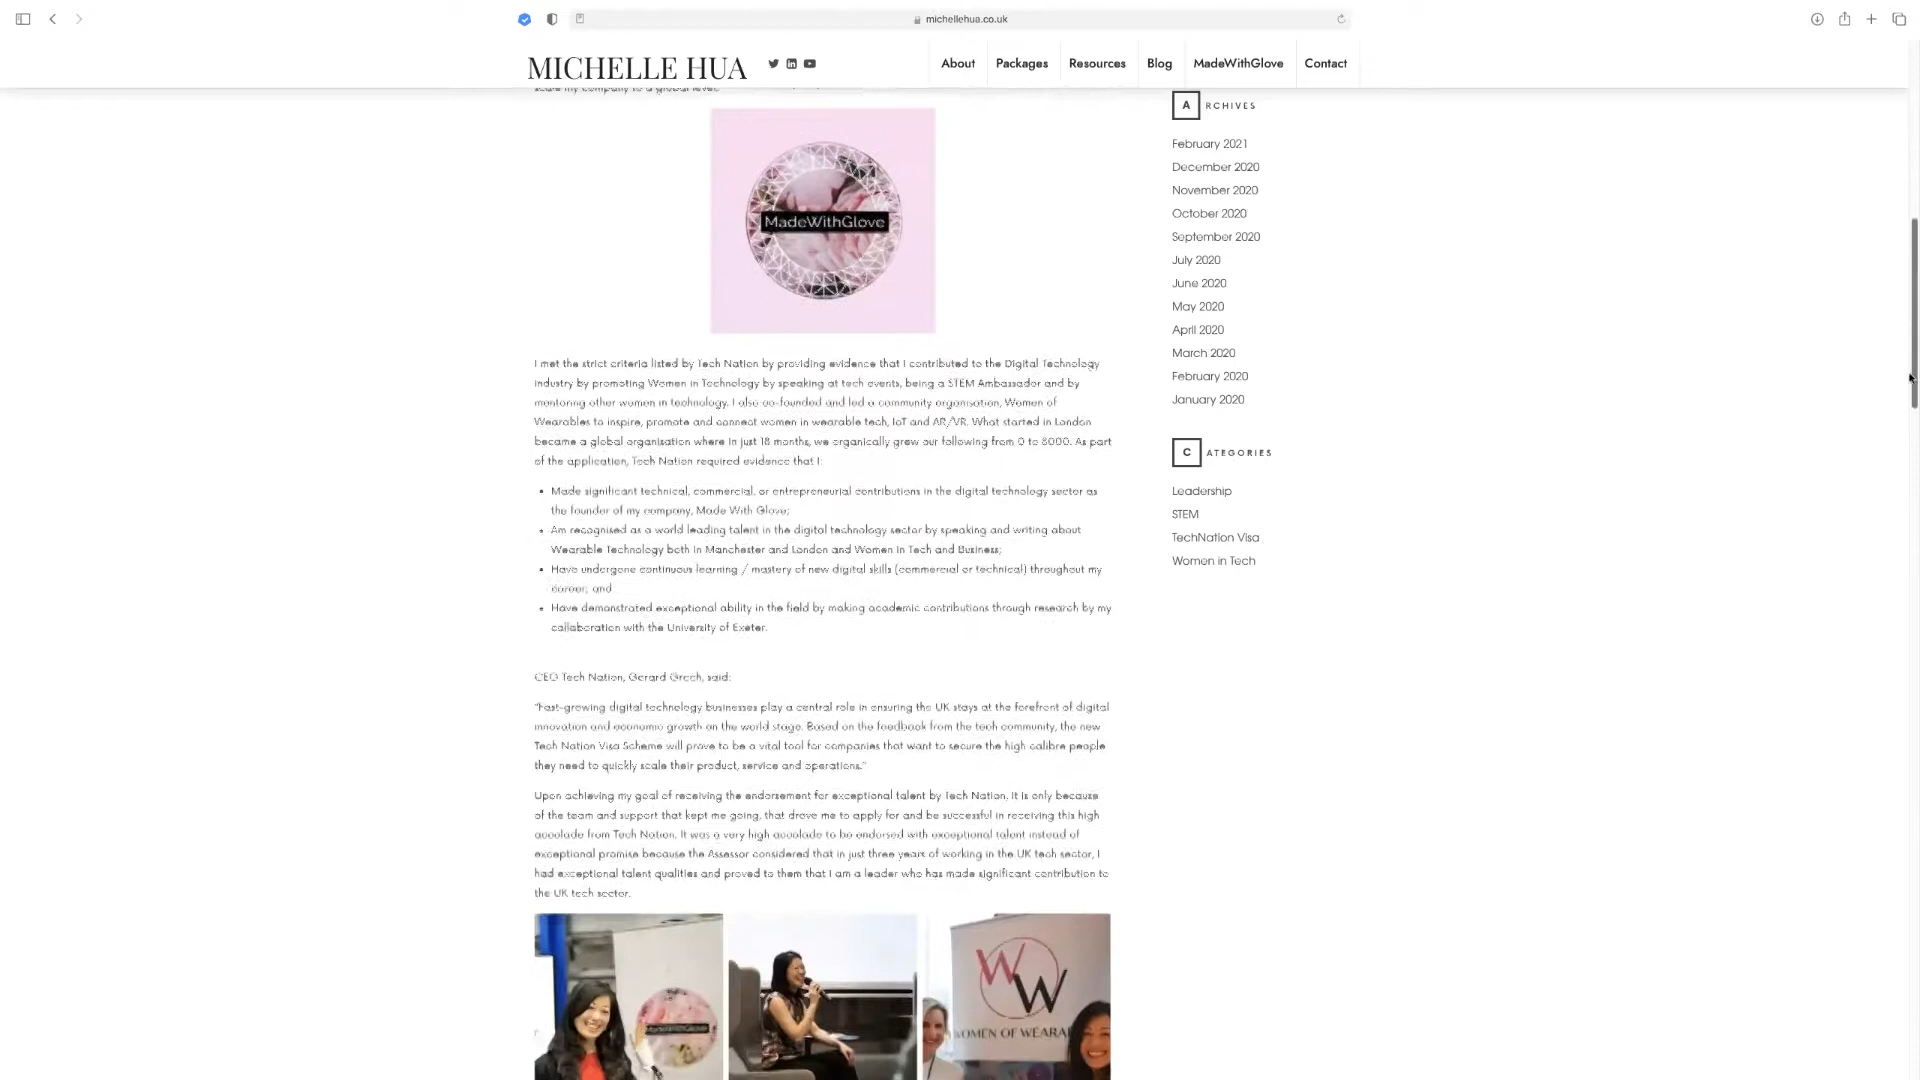 michellehua.co.uk
MICHELLE HUA
About
Packages
Resources
Blog
MadeWithGlove
Contact
scale my company to a global level.
MadeWithGlove
I met the strict criteria listed by Tech Nation by providing evidence that I contributed to the Digital Technology
industry by promoting Women in Technology by speaking at tech events, being a STEM Ambassador and by
mentoring other women in technology. I also co-founded and led a community organisation, Women of
Wearables to inspire, promote and connect women in wearable tech, IoT and AR/VR. What started in London
became a global organisation where in just 18 months, we organically grew our following from 0 to 8000. As part
of the application, Tech Nation required evidence that I:
• Made significant technical, commercial, or entrepreneurial contributions in the digital technology sector as
the founder of my company, Made With Glove;
• Am recognised as a world leading talent in the digital technology sector by speaking and writing about
Wearable Technology both in Manchester and London and Women in Tech and Business;
• Have undergone continuous learning / mastery of new digital skills (commercial or technical) throughout my
career; and
• Have demonstrated exceptional ability in the field by making academic contributions through research by my
collaboration with the University of Exeter.
CEO Tech Nation, Gerard Grech, said:
"Fast-growing digital technology businesses play a central role in ensuring the UK stays at the forefront of digital
innovation and economic growth on the world stage. Based on the feedback from the tech community, the new
Tech Nation Visa Scheme will prove to be a vital tool for companies that want to secure the high calibre people
they need to quickly scale their product, service and operations."
Upon achieving my goal of receiving the endorsement for exceptional talent by Tech Nation. It is only because
of the team and support that kept me going, that drove me to apply for and be successful in receiving this high
accolade from Tech Nation. It was a very high accolade to be endorsed with exceptional talent instead of
exceptional promise because the Assessor considered that in just three years of working in the UK tech sector, I
had exceptional talent qualities and proved to them that I am a leader who has made significant contribution to
the UK tech sector.
WW
WOMEN OF WEARA
ARCHIVES
February 2021
December 2020
November 2020
October 2020
September 2020
July 2020
June 2020
May 2020
April 2020
March 2020
February 2020
January 2020
CATEGORIES
Leadership
STEM
TechNation Visa
Women in Tech